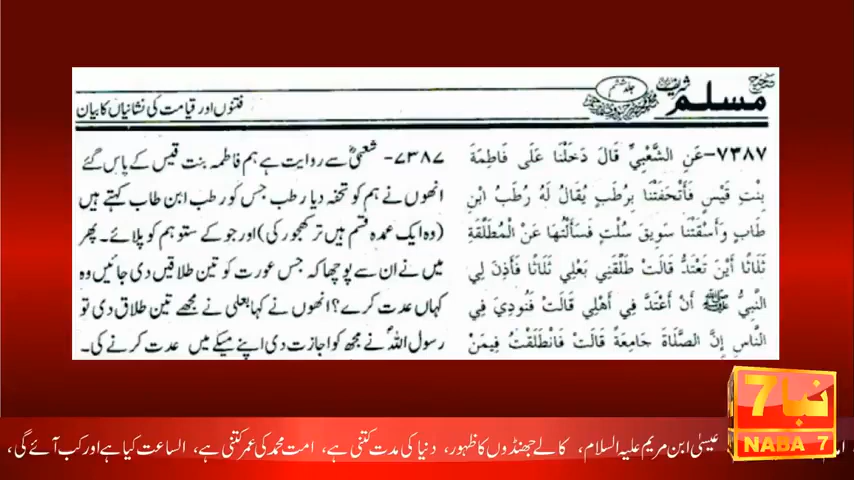 صحیح مسلم شریف جلد ششم
فتنوں اور قیامت کی نشانیاں کا بیان
۷۳۸۷- عَنِ الشَّعْبِيِّ قَالَ دَخَلْنَا عَلَى فَاطِمَةَ
بِنْتِ قَيْسٍ فَأَتْحَفَتْنَا بِرُطَبٍ يُقَالُ لَهُ رُطَبُ ابْنِ
طَابٍ وَأَسْقَتْنَا سَوِيقَ سُلْتٍ فَسَأَلْتُهَا عَنْ الْمُطَلَّقَةِ
ثَلَاثًا أَيْنَ تَعْتَدُّ قَالَتْ طَلَّقَنِي بَعْلِي ثَلَاثًا فَأَذِنَ لِي
النَّبِيُّ ﷺ أَنْ أَعْتَدَّ فِي أَهْلِي قَالَتْ فَنُودِيَ فِي
النَّاسِ إِنَّ الصَّلَاةَ جَامِعَةً قَالَتْ فَانْطَلَقْتُ فِيمَنْ
۷۳۸۷- شعبیؒ سے روایت ہے ہم فاطمہ بنت قیس کے پاس گئے
انھوں نے ہم کو تحفہ دیا رطب جس کو رطب ابن طاب کہتے ہیں
(وہ ایک عمدہ قسم ہیں تر کھجور کی) اور جو کے ستو ہم کو پلائے۔ پھر
میں نے ان سے پوچھا کہ جس عورت کو تین طلاقیں دی جائیں وہ
کہاں عدت کرے؟ انھوں نے کہا بعلی نے مجھے تین طلاق دی تو
رسول اللہؐ نے مجھ کو اجازت دی اپنے میکے میں عدت کرنے کی۔
نبا 7
NABA 7
عیسیٰ ابن مریم علیہ السلام، کالے جھنڈوں کا ظہور، دنیا کی مدت کتنی ہے، امت محمد کی عمر کتنی ہے، الساعت کیا ہے اور کب آئے گی،